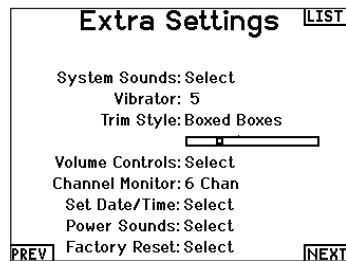 Extra Settings
LIST
System Sounds: Select
Vibrator: 5
Trim Style: Boxed Boxes
Volume Controls: Select
Channel Monitor: 6 Chan
Set Date/Time: Select
Power Sounds: Select
Factory Reset: Select
PREV
NEXT